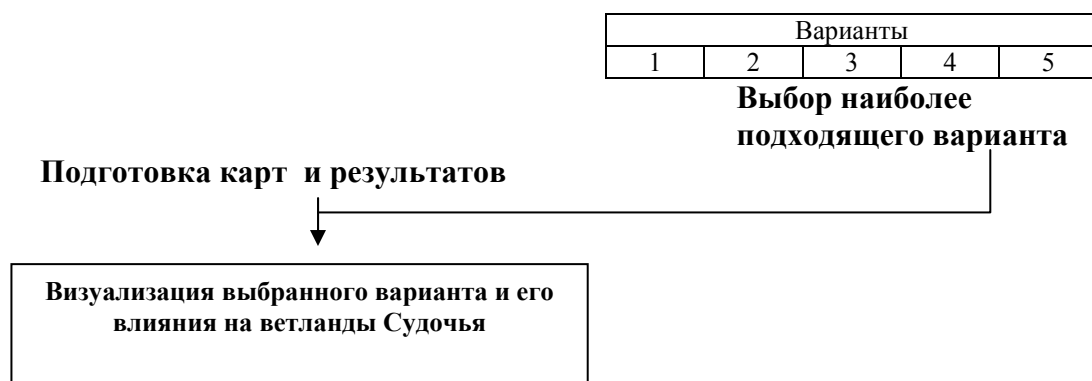 Варианты
1 2 3 4 5
Выбор наиболее
подходящего варианта
Подготовка карт и результатов
Визуализация выбранного варианта и его
влияния на ветланды Судочья